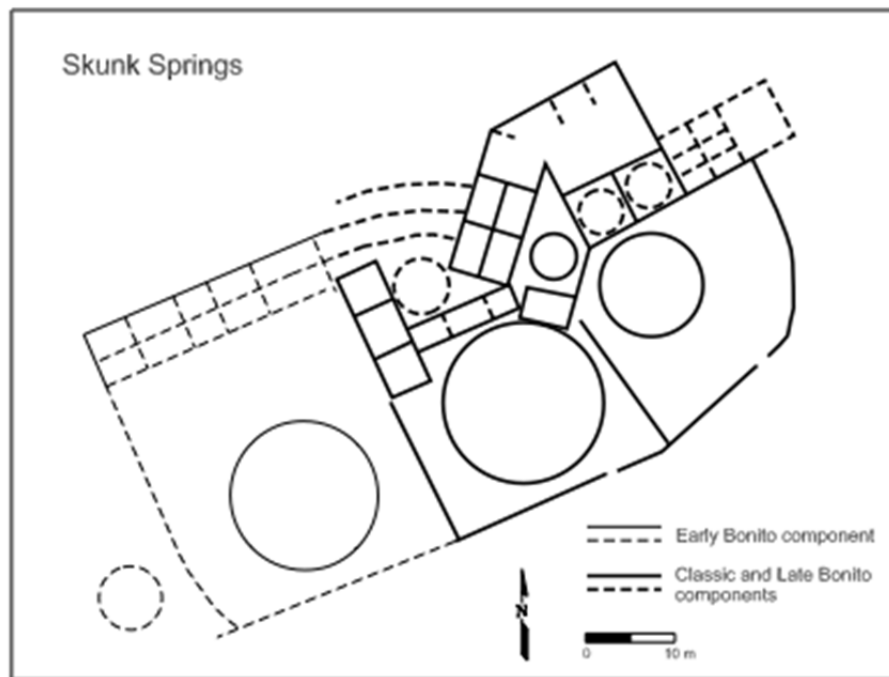 Skunk Springs
Early Bonito component
Classic and Late Bonito
components
N
0 10 m